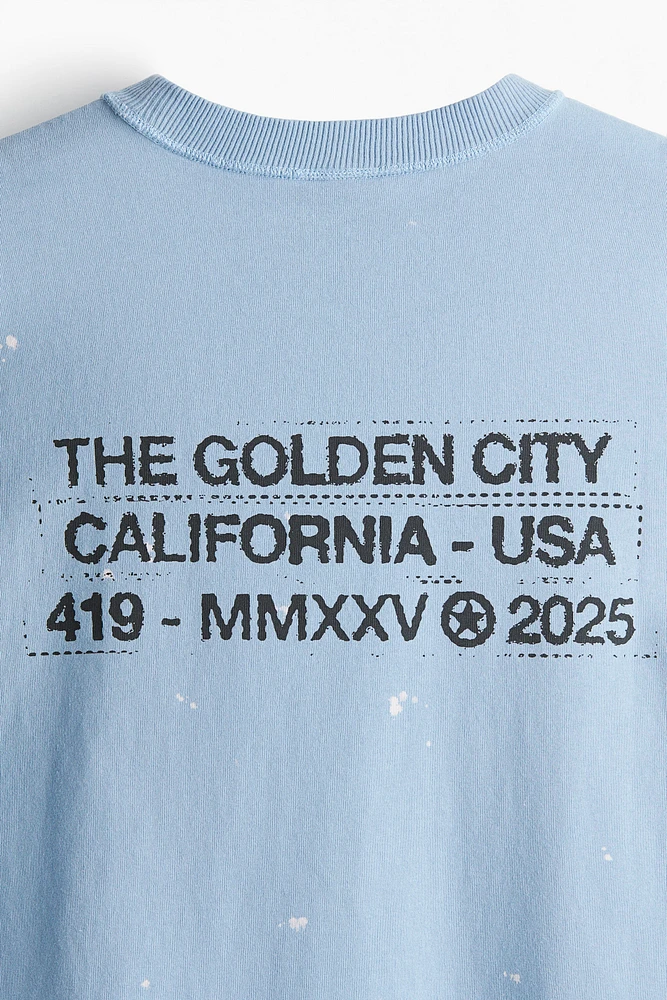 THE GOLDEN CITY
CALIFORNIA - USA
419 - MMXXV ✪ 2025